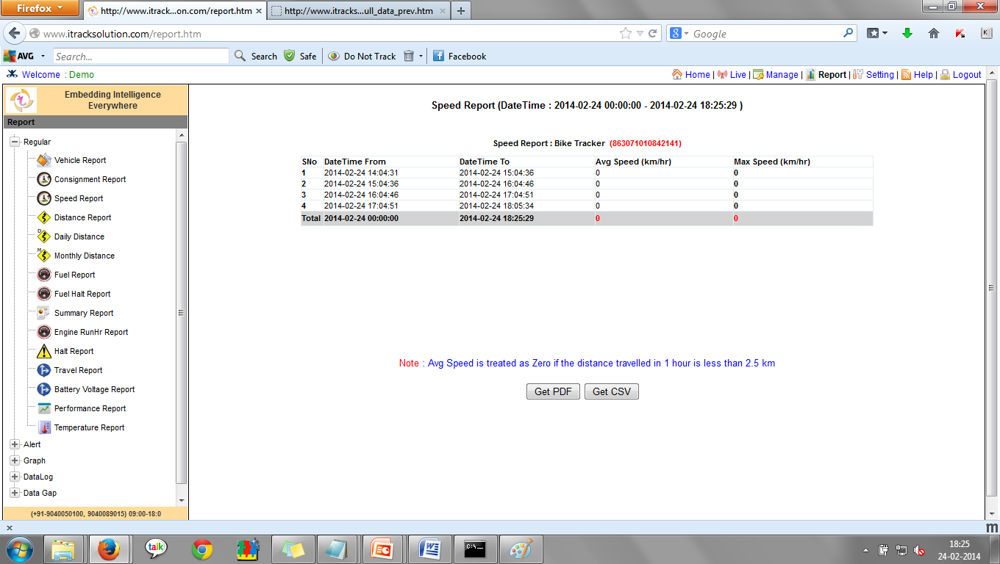 Firefox
http://www.itrack...on.com/report.htm
http://www.itracks...ull_data_prev.htm
www.itracksolution.com/report.htm
Google
AVG
Search...
Search
Safe
Do Not Track
Facebook
Welcome : Demo
Home | Live | Manage | Report | Setting | Help | Logout
Embedding Intelligence
Everywhere
Report
Regular
Vehicle Report
Consignment Report
Speed Report
Distance Report
Daily Distance
Monthly Distance
Fuel Report
Fuel Halt Report
Summary Report
Engine RunHr Report
Halt Report
Travel Report
Battery Voltage Report
Performance Report
Temperature Report
Alert
Graph
DataLog
Data Gap
(+91-9040050100, 9040089015) 09:00-18:0
Speed Report (DateTime : 2014-02-24 00:00:00 - 2014-02-24 18:25:29 )
Speed Report : Bike Tracker (863071010842141)
SNo DateTime From DateTime To Avg Speed (km/hr) Max Speed (km/hr)
1 2014-02-24 14:04:31 2014-02-24 15:04:36 0 0
2 2014-02-24 15:04:36 2014-02-24 16:04:46 0 0
3 2014-02-24 16:04:46 2014-02-24 17:04:51 0 0
4 2014-02-24 17:04:51 2014-02-24 18:05:34 0 0
Total 2014-02-24 00:00:00 2014-02-24 18:25:29 0 0
Note : Avg Speed is treated as Zero if the distance travelled in 1 hour is less than 2.5 km
Get PDF
Get CSV
m
talk
C:\.
18:25
24-02-2014